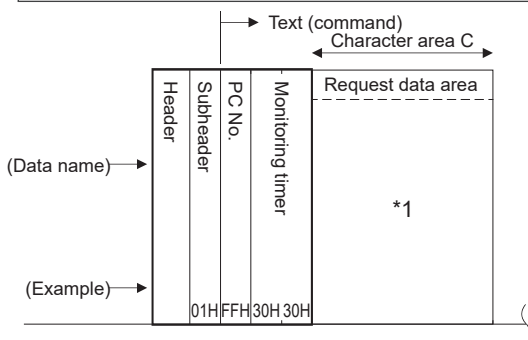 Text (command)
Character area C
Header
Subheader
PC No.
Monitoring timer
Request data area
(Data name)
*1
(Example)
01H FFH 30H 30H